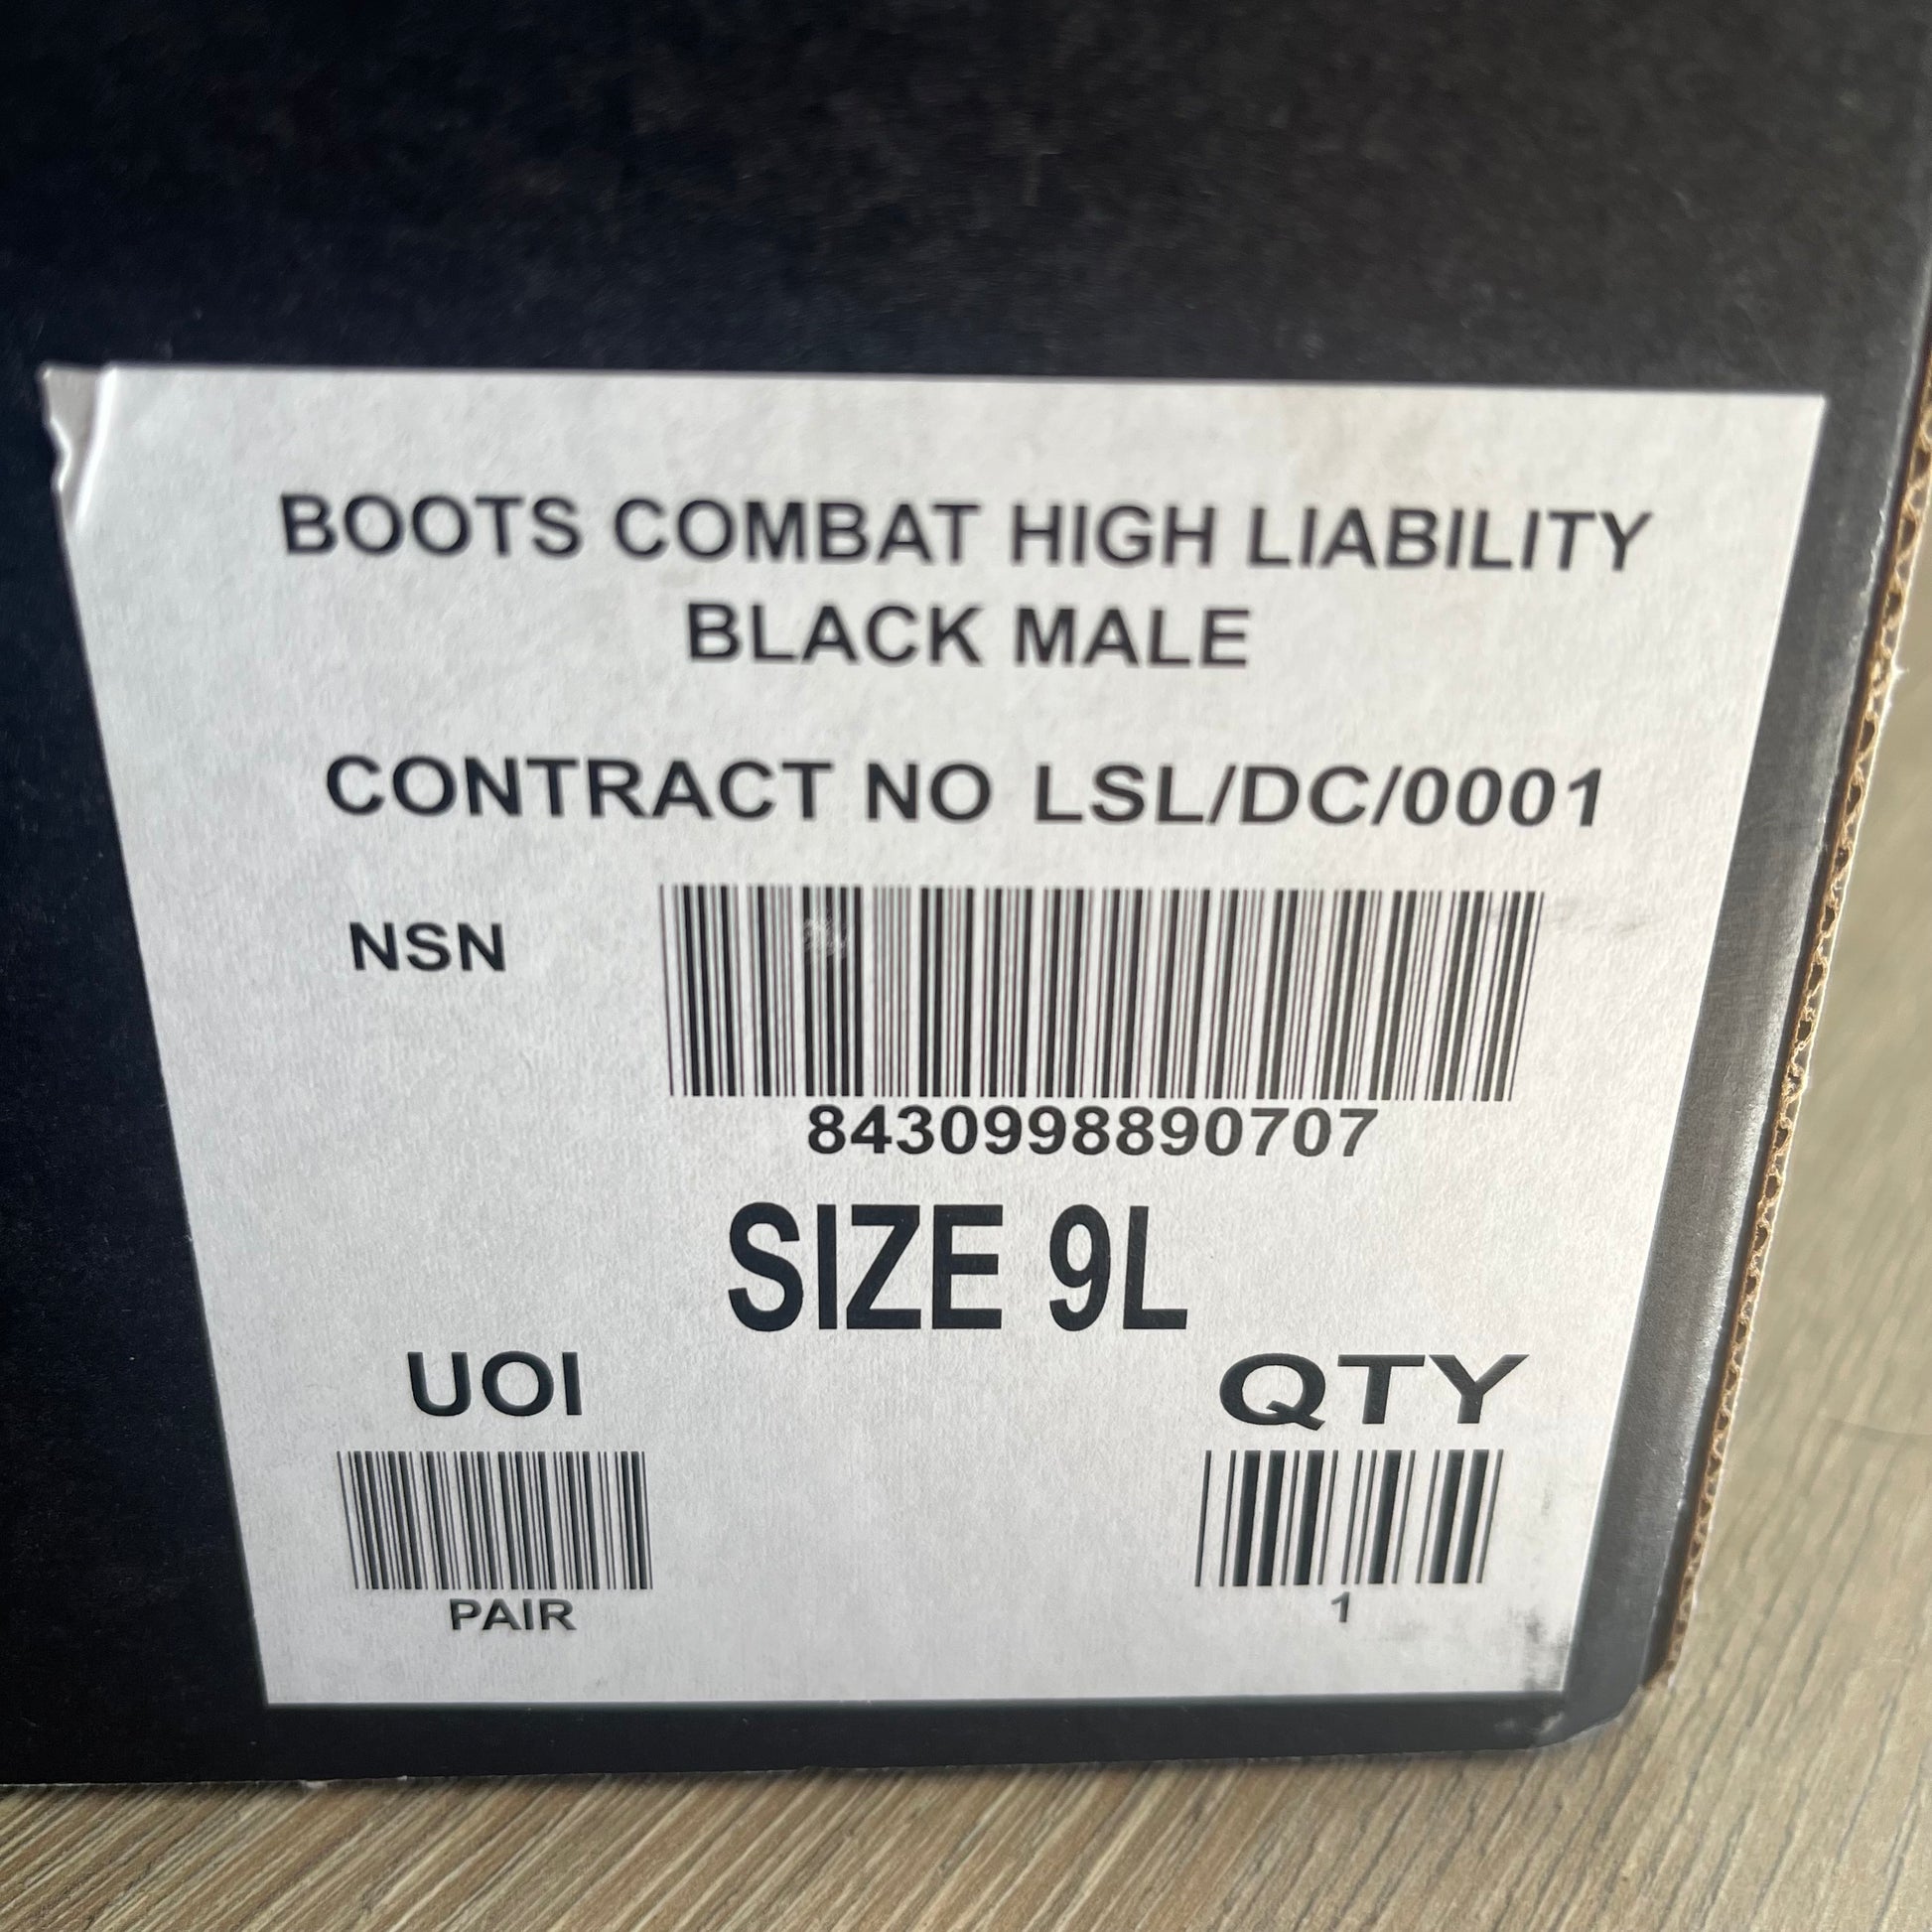 BOOTS COMBAT HIGH LIABILITY
BLACK MALE
CONTRACT NO LSL/DC/0001
NSN
8430998890707
SIZE 9L
UOI
QTY
PAIR
1